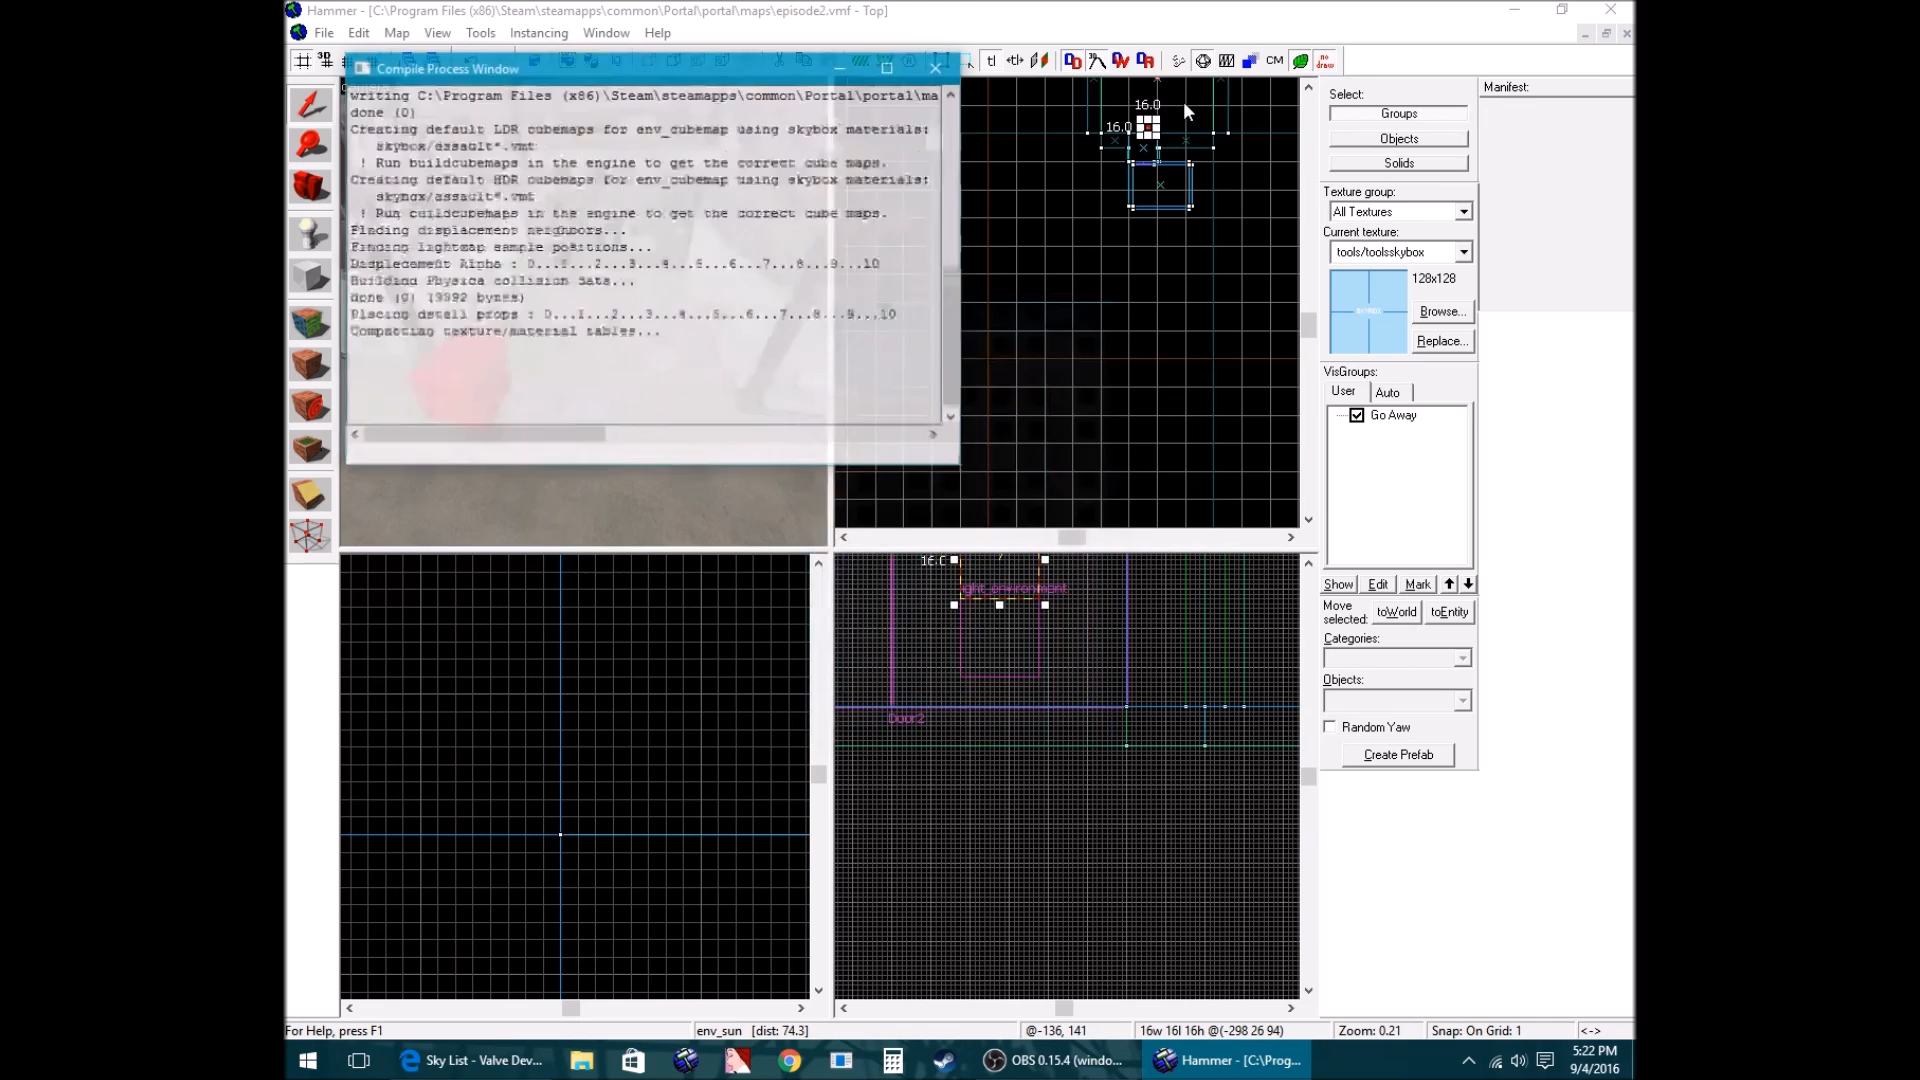 Hammer - [C:\Program Files (x86)\Steam\steamapps\common\Portal\portal\maps\episode2.vmf - Top]
File Edit Map View Tools Instancing Window Help
Compile Process Window
writing C:\Program Files (x86)\Steam\steamapps\common\Portal\portal\ma
done (0)
Creating default LDR cubemaps for env_cubemap using skybox materials:
skybox/assault*.vmt
! Run buildcubemaps in the engine to get the correct cube maps.
Creating default HDR cubemaps for env_cubemap using skybox materials:
skybox/assault*.vmt
! Run buildcubemaps in the engine to get the correct cube maps.
Finding displacement neighbors...
Finding lightmap sample positions...
Displacement Alpha : 0...1...2...3...4...5...6...7...8...9...10
Building Physics collision data...
done (0) (9992 bytes)
Placing detail props : 0...1...2...3...4...5...6...7...8...9...10
Compacting texture/material tables...
CM
no draw
16.0
16.0
Select:
Groups
Objects
Solids
Texture group:
All Textures
Current texture:
tools/toolsskybox
128x128
Browse...
Replace...
VisGroups:
User Auto
Go Away
Show Edit Mark
Move selected: toWorld toEntity
Categories:
Objects:
Random Yaw
Create Prefab
Manifest:
16.0
ight_environment
Door2
For Help, press F1
env_sun [dist: 74.3]
@-136, 141
16w 16l 16h @(-298 26 94)
Zoom: 0.21
Snap: On Grid: 1
<->
Sky List - Valve Dev...
OBS 0.15.4 (windo...
Hammer - [C:\Prog...
5:22 PM
9/4/2016